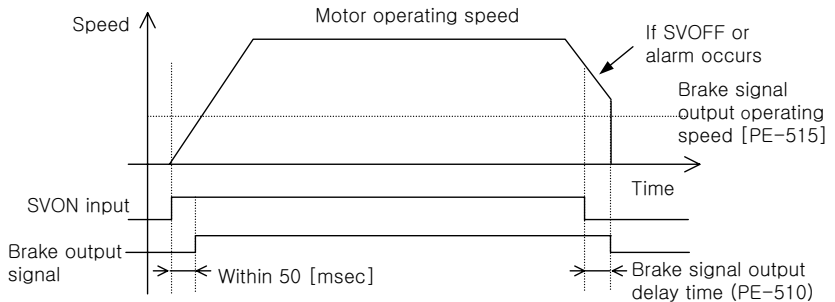 Motor operating speed
Speed
If SVOFF or
alarm occurs
Brake signal
output operating
speed [PE-515]
Time
SVON input
Brake output
signal
Within 50 [msec]
Brake signal output
delay time (PE-510)